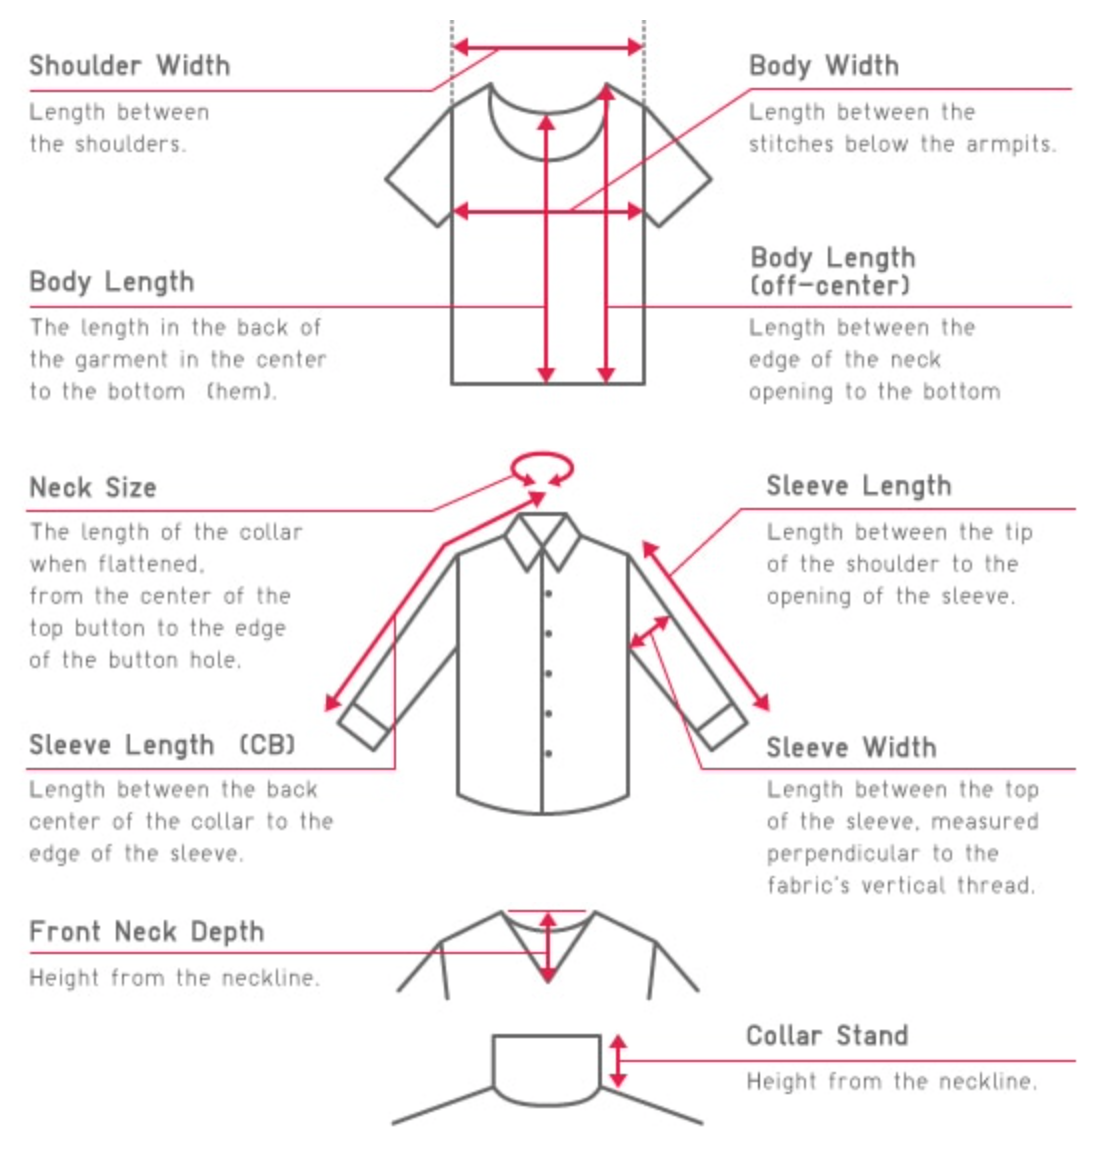 Shoulder Width
Length between
the shoulders.
Body Width
Length between the
stitches below the armpits.
Body Length
The length in the back of
the garment in the center
to the bottom (hem).
Body Length
(off-center)
Length between the
edge of the neck
opening to the bottom
Neck Size
The length of the collar
when flattened,
from the center of the
top button to the edge
of the button hole.
Sleeve Length
Length between the tip
of the shoulder to the
opening of the sleeve.
Sleeve Length (CB)
Length between the back
center of the collar to the
edge of the sleeve.
Sleeve Width
Length between the top
of the sleeve, measured
perpendicular to the
fabric's vertical thread.
Front Neck Depth
Height from the neckline.
Collar Stand
Height from the neckline.